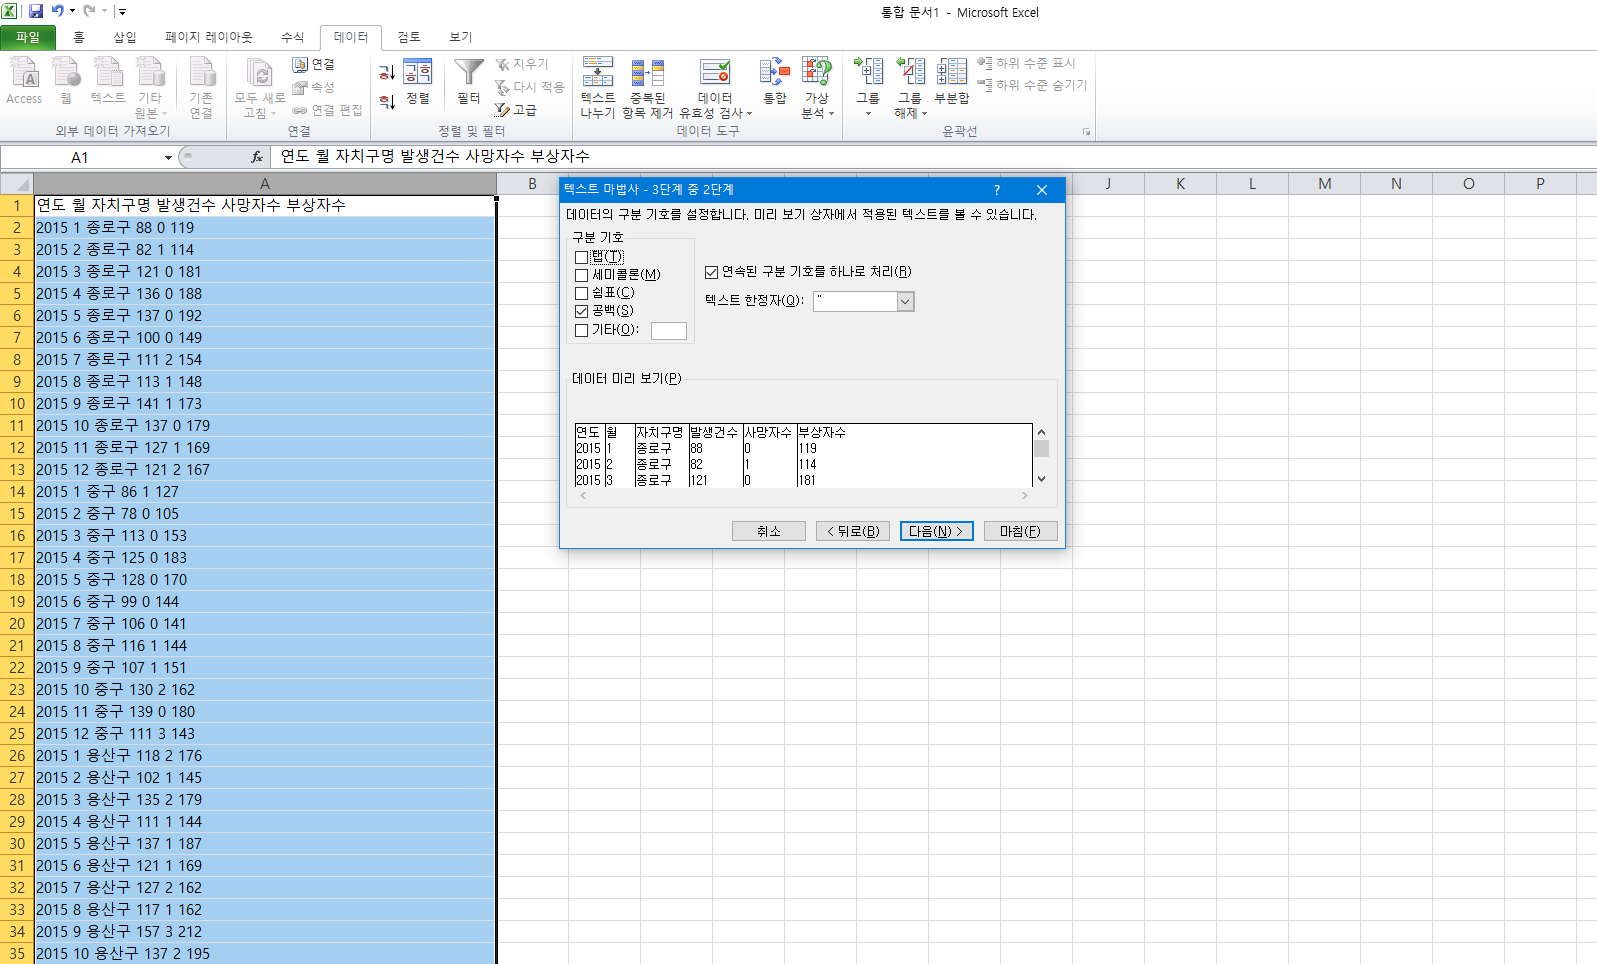 통합 문서1 - Microsoft Excel
파일 홈 삽입 페이지 레이아웃 수식 데이터 검토 보기
Access 웹 텍스트 기타 원본 기존 연결
외부 데이터 가져오기
모두 새로 고침 연결 속성 연결 편집
연결
정렬 필터 지우기 다시 적용 고급
정렬 및 필터
텍스트 나누기 중복된 항목 제거 데이터 유효성 검사 통합 가상 분석
데이터 도구
그룹 그룹 해제 부분합 하위 수준 표시 하위 수준 숨기기
윤곽선
A1 fx 연도 월 자치구명 발생건수 사망자수 부상자수
A B J K L M N O P
1 연도 월 자치구명 발생건수 사망자수 부상자수
2 2015 1 종로구 88 0 119
3 2015 2 종로구 82 1 114
4 2015 3 종로구 121 0 181
5 2015 4 종로구 136 0 188
6 2015 5 종로구 137 0 192
7 2015 6 종로구 100 0 149
8 2015 7 종로구 111 2 154
9 2015 8 종로구 113 1 148
10 2015 9 종로구 141 1 173
11 2015 10 종로구 137 0 179
12 2015 11 종로구 127 1 169
13 2015 12 종로구 121 2 167
14 2015 1 중구 86 1 127
15 2015 2 중구 78 0 105
16 2015 3 중구 113 0 153
17 2015 4 중구 125 0 183
18 2015 5 중구 128 0 170
19 2015 6 중구 99 0 144
20 2015 7 중구 106 0 141
21 2015 8 중구 116 1 144
22 2015 9 중구 107 1 151
23 2015 10 중구 130 2 162
24 2015 11 중구 139 0 180
25 2015 12 중구 111 3 143
26 2015 1 용산구 118 2 176
27 2015 2 용산구 102 1 145
28 2015 3 용산구 135 2 179
29 2015 4 용산구 111 1 144
30 2015 5 용산구 137 1 187
31 2015 6 용산구 121 1 169
32 2015 7 용산구 127 2 162
33 2015 8 용산구 117 1 162
34 2015 9 용산구 157 3 212
35 2015 10 용산구 137 2 195
텍스트 마법사 - 3단계 중 2단계 ?
데이터의 구분 기호를 설정합니다. 미리 보기 상자에서 적용된 텍스트를 볼 수 있습니다.
구분 기호
탭(T)
세미콜론(M)
쉼표(C)
공백(S)
기타(O):
연속된 구분 기호를 하나로 처리(R)
텍스트 한정자(Q): "
데이터 미리 보기(P)
연도 월 자치구명 발생건수 사망자수 부상자수
2015 1 종로구 88 0 119
2015 2 종로구 82 1 114
2015 3 종로구 121 0 181
취소 < 뒤로(B) 다음(N) > 마침(F)